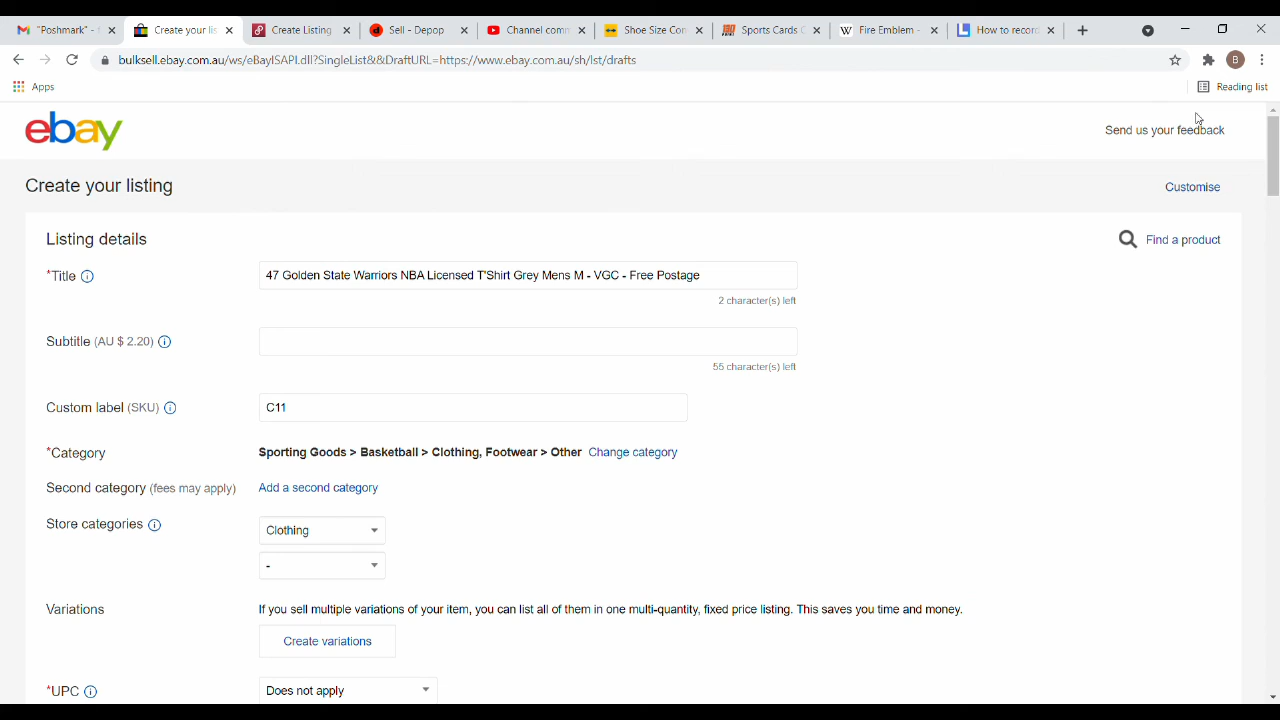 "Poshmark" - Create your lis Create Listing Sell - Depop Channel com Shoe Size Con Sports Cards Fire Emblem - How to record
bulksell.ebay.com.au/ws/eBayISAPI.dll?SingleList&&DraftURL=https://www.ebay.com.au/sh/lst/drafts B
Apps Reading list
ebay Send us your feedback
Create your listing Customise
Listing details Find a product
*Title 47 Golden State Warriors NBA Licensed T'Shirt Grey Mens M - VGC - Free Postage
2 character(s) left
Subtitle (AU $ 2.20)
55 character(s) left
Custom label (SKU) C11
*Category Sporting Goods > Basketball > Clothing, Footwear > Other Change category
Second category (fees may apply) Add a second category
Store categories Clothing
-
Variations If you sell multiple variations of your item, you can list all of them in one multi-quantity, fixed price listing. This saves you time and money.
Create variations
*UPC Does not apply